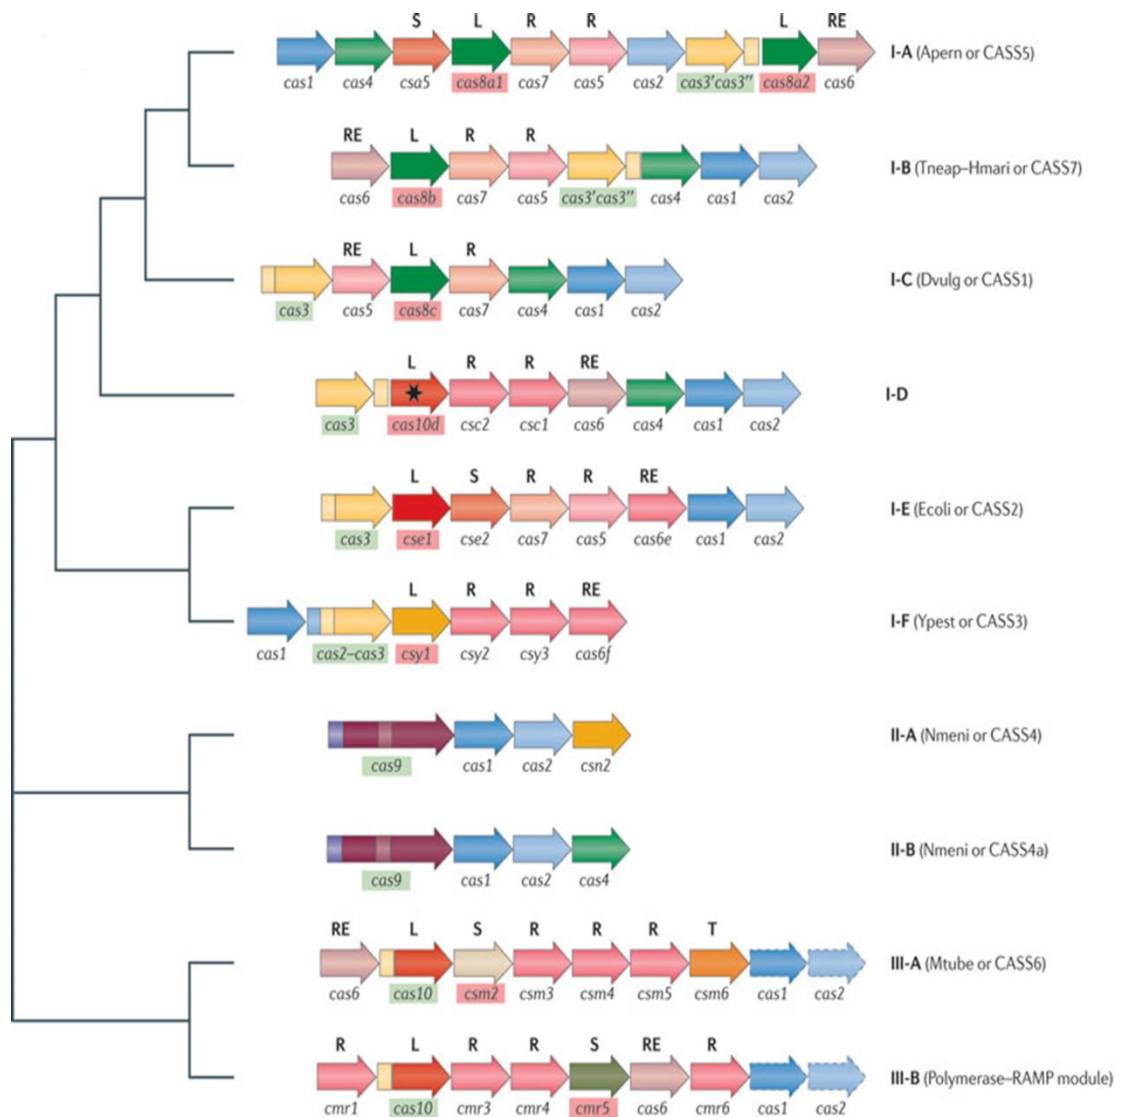 S L R R L RE
I-A (Apern or CASS5)
cas1 cas4 csa5 cas8a1 cas7 cas5 cas2 cas3′cas3″ cas8a2 cas6
RE L R R
I-B (Tneap–Hmari or CASS7)
cas6 cas8b cas7 cas5 cas3′cas3″ cas4 cas1 cas2
RE L R
I-C (Dvulg or CASS1)
cas3 cas5 cas8c cas7 cas4 cas1 cas2
L R R RE
I-D
cas3 cas10d csc2 csc1 cas6 cas4 cas1 cas2
L S R R RE
I-E (Ecoli or CASS2)
cas3 cse1 cse2 cas7 cas5 cas6e cas1 cas2
L R R RE
I-F (Ypest or CASS3)
cas1 cas2–cas3 csy1 csy2 csy3 cas6f
II-A (Nmeni or CASS4)
cas9 cas1 cas2 csn2
II-B (Nmeni or CASS4a)
cas9 cas1 cas2 cas4
RE L S R R R T
III-A (Mtube or CASS6)
cas6 cas10 csm2 csm3 csm4 csm5 csm6 cas1 cas2
R L R R S RE R
III-B (Polymerase–RAMP module)
cmr1 cas10 cmr3 cmr4 cmr5 cas6 cmr6 cas1 cas2